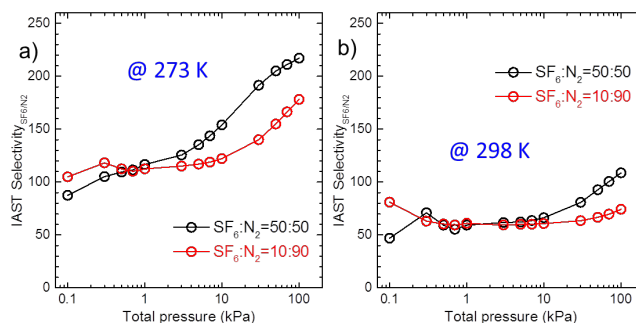 a)
@ 273 K
IAST Selectivity SF6/N2
250
200
150
100
50
0
SF6:N2=50:50
SF6:N2=10:90
0.1 1 10 100
Total pressure (kPa)
b)
SF6:N2=50:50
SF6:N2=10:90
@ 298 K
IAST Selectivity SF6/N2
250
200
150
100
50
0
0.1 1 10 100
Total pressure (kPa)